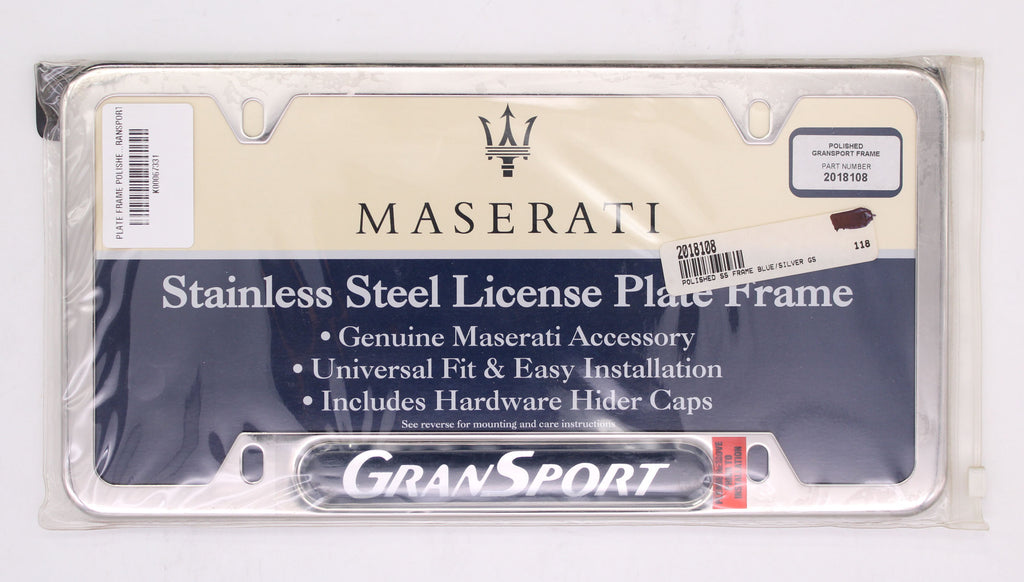 PLATE FRAME POLISHE...RANSPORT
K00067331
MASERATI
POLISHED
GRANSPORT FRAME
PART NUMBER
2018108
2018108
118
POLISHED SS FRAME BLUE/SILVER GS
Stainless Steel License Plate Frame
• Genuine Maserati Accessory
• Universal Fit & Easy Installation
• Includes Hardware Hider Caps
See reverse for mounting and care instructions
GRANSPORT
INSTALLATION